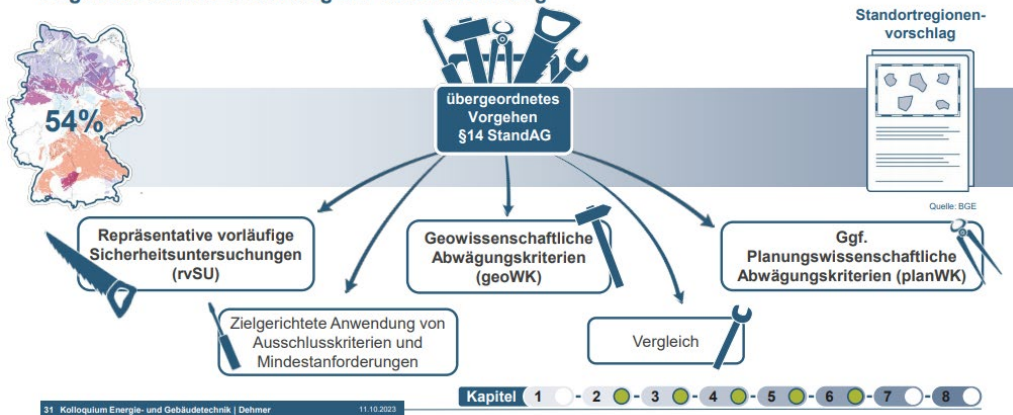 Standortregionen-
vorschlag
54%
übergeordnetes
Vorgehen
§14 StandAG
Quelle: BGE
Repräsentative vorläufige
Sicherheitsuntersuchungen
(rvSU)
Geowissenschaftliche
Abwägungskriterien
(geoWK)
Ggf.
Planungswissenschaftliche
Abwägungskriterien (planWK)
Zielgerichtete Anwendung von
Ausschlusskriterien und
Mindestanforderungen
Vergleich
Kapitel 1 - 2 - 3 - 4 - 5 - 6 - 7 - 8
31 Kolloquium Energie- und Gebäudetechnik | Dehmer 11.10.2023